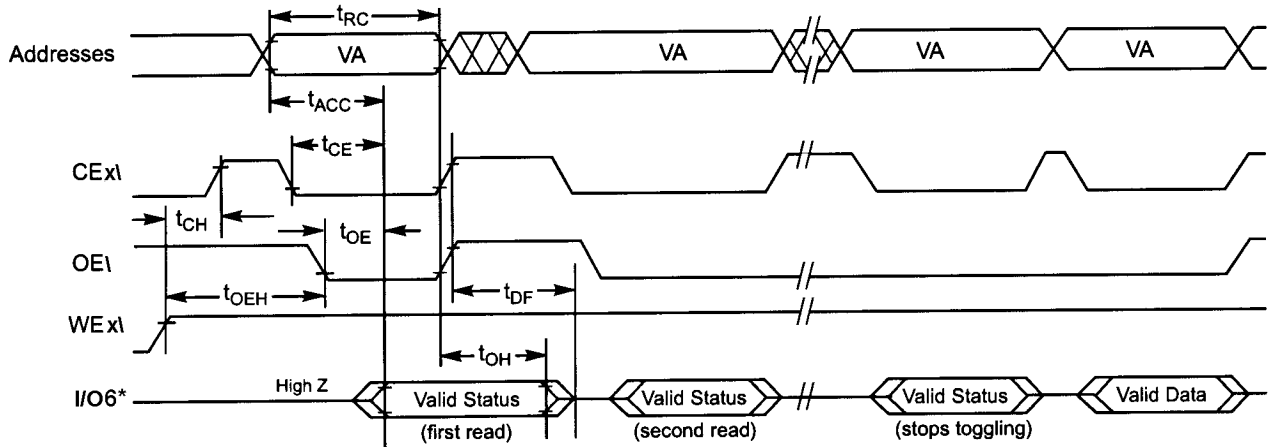 tRC
Addresses VA VA VA VA
tACC
tCE
CEx\
tCH tOE
OE\
tOEH tDF
WEx\
tOH
I/O6* High Z Valid Status Valid Status Valid Status Valid Data
(first read) (second read) (stops toggling)